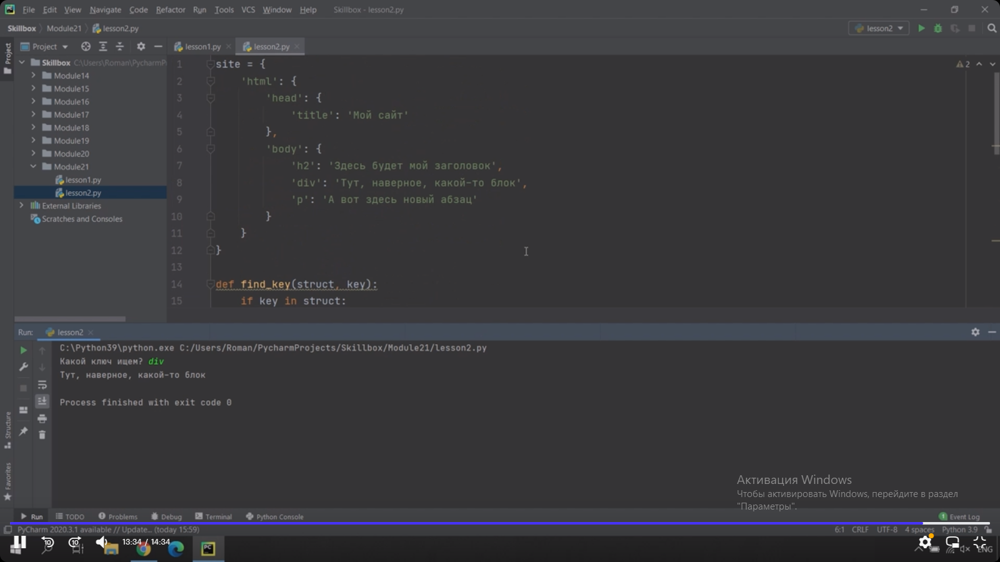 File Edit View Navigate Code Refactor Run Tools VCS Window Help Skillbox - lesson2.py
Skillbox Module21 lesson2.py
lesson2
Project
Project
lesson1.py
lesson2.py
Skillbox C:\Users\Roman\PycharmPr
Module14
Module15
Module16
Module17
Module18
Module19
Module20
Module21
lesson1.py
lesson2.py
External Libraries
Scratches and Consoles
2
1 site = {
2 'html': {
3 'head': {
4 'title': 'Мой сайт'
5 },
6 'body': {
7 'h2': 'Здесь будет мой заголовок',
8 'div': 'Тут, наверное, какой-то блок',
9 'p': 'А вот здесь новый абзац'
10 }
11 }
12 }
13
14 def find_key(struct, key):
15 if key in struct:
Run: lesson2
C:\Python39\python.exe C:/Users/Roman/PycharmProjects/Skillbox/Module21/lesson2.py
Какой ключ ищем? div
Тут, наверное, какой-то блок
Process finished with exit code 0
Structure
Favorites
Активация Windows
Чтобы активировать Windows, перейдите в раздел
"Параметры".
Run TODO Problems Debug Terminal Python Console
1 Event Log
PyCharm 2020.3.1 available // Update... (today 15:59)
6:1 CRLF UTF-8 4 spaces Python 3.9
10 10 13:34 / 14:34
PC
ENG